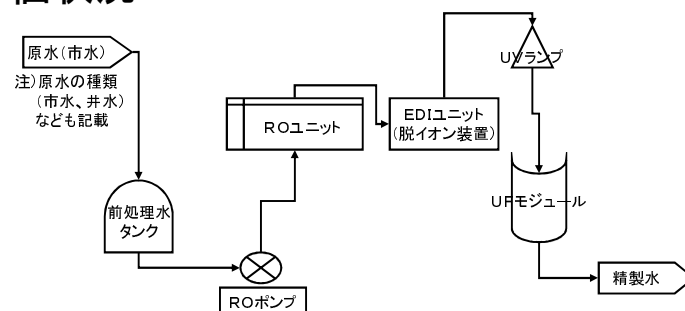 原水(市水)
注)原水の種類
(市水、井水)
なども記載
前処理水
タンク
ROポンプ
ROユニット
EDIユニット
(脱イオン装置)
UVランプ
UFモジュール
精製水